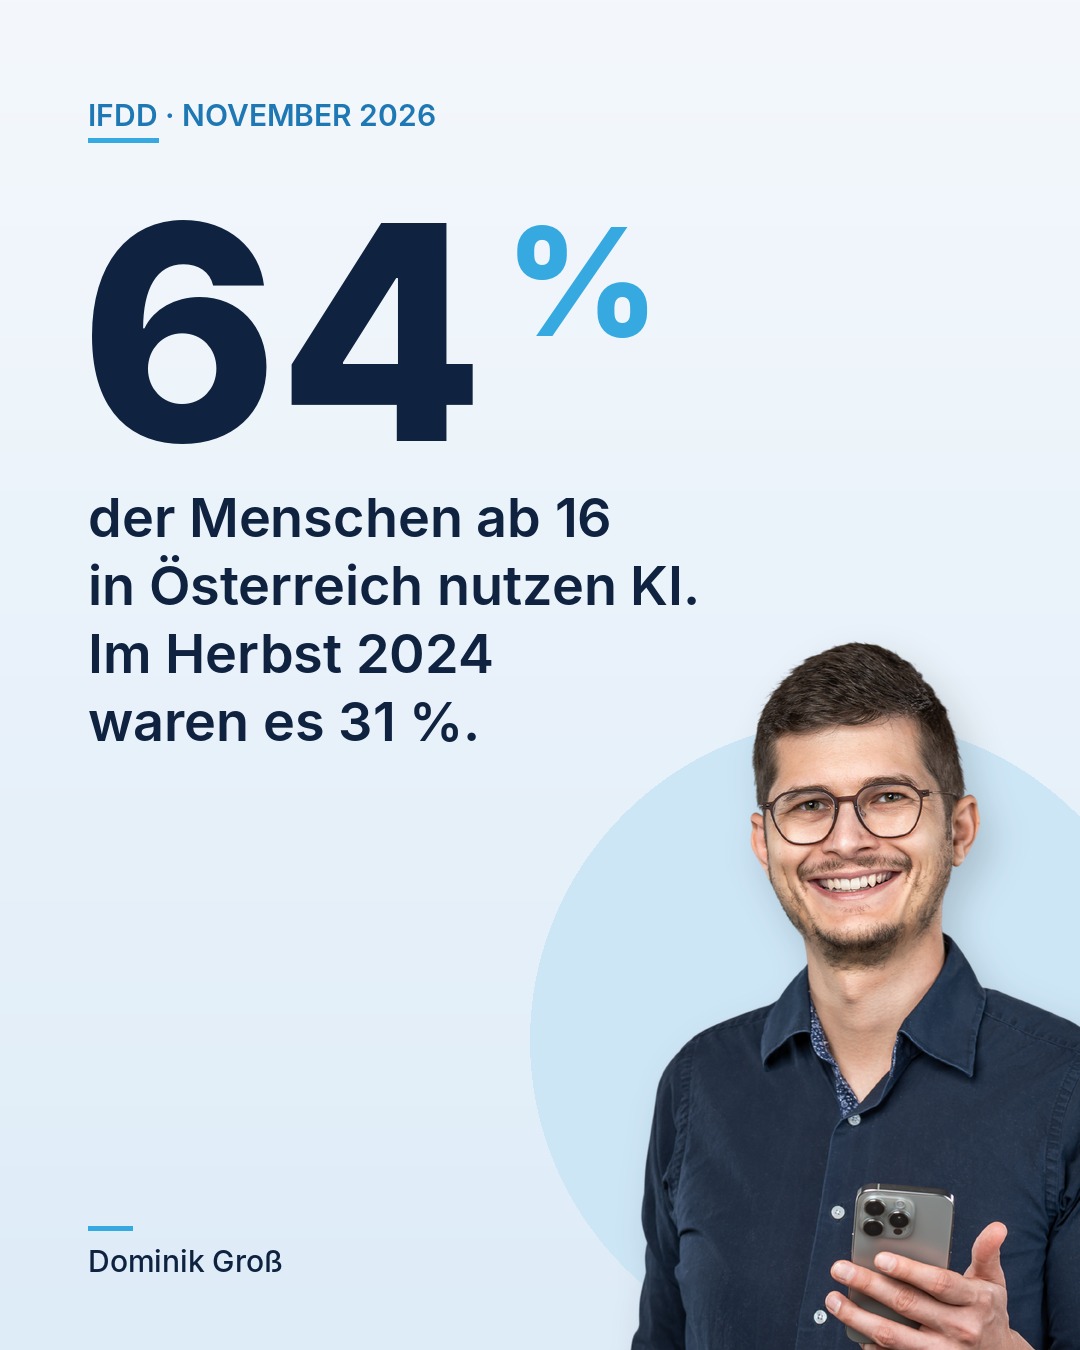 IFDD · NOVEMBER 2026
64 %
der Menschen ab 16
in Österreich nutzen KI.
Im Herbst 2024
waren es 31 %.
Dominik Groß